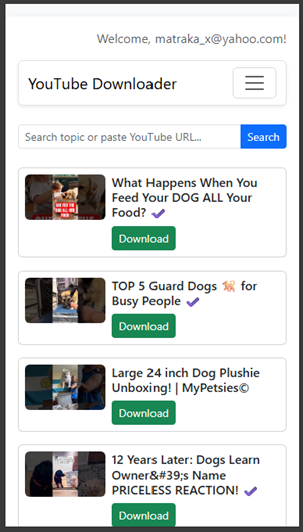 Welcome, matraka_x@yahoo.com!
YouTube Downloader
Search topic or paste YouTube URL...
Search
What Happens When You
Feed Your DOG ALL Your
Food? ✔
Download
TOP 5 Guard Dogs 🐕 for
Busy People ✔
Download
Large 24 inch Dog Plushie
Unboxing! | MyPetsies©
Download
12 Years Later: Dogs Learn
Owner&#39;s Name
PRICELESS REACTION! ✔
Download